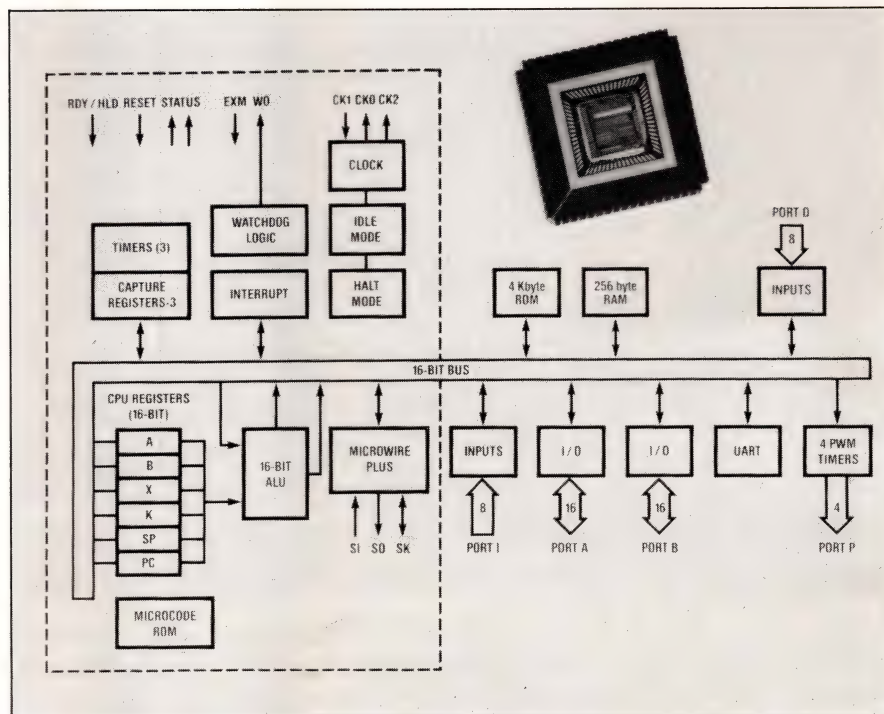 RDY / HLD RESET STATUS EXM WO CK1 CK0 CK2
CLOCK
WATCHDOG
LOGIC
IDLE
MODE
TIMERS (3)
CAPTURE
REGISTERS-3
INTERRUPT
HALT
MODE
4 Kbyte
ROM
256 byte
RAM
PORT D
8
INPUTS
16-BIT BUS
CPU REGISTERS
(16-BIT)
A
B
X
K
SP
PC
16-BIT
ALU
MICROWIRE
PLUS
SI SO SK
INPUTS
8
PORT I
I / O
16
PORT A
I / O
16
PORT B
UART
4 PWM
TIMERS
4
PORT P
MICROCODE
ROM